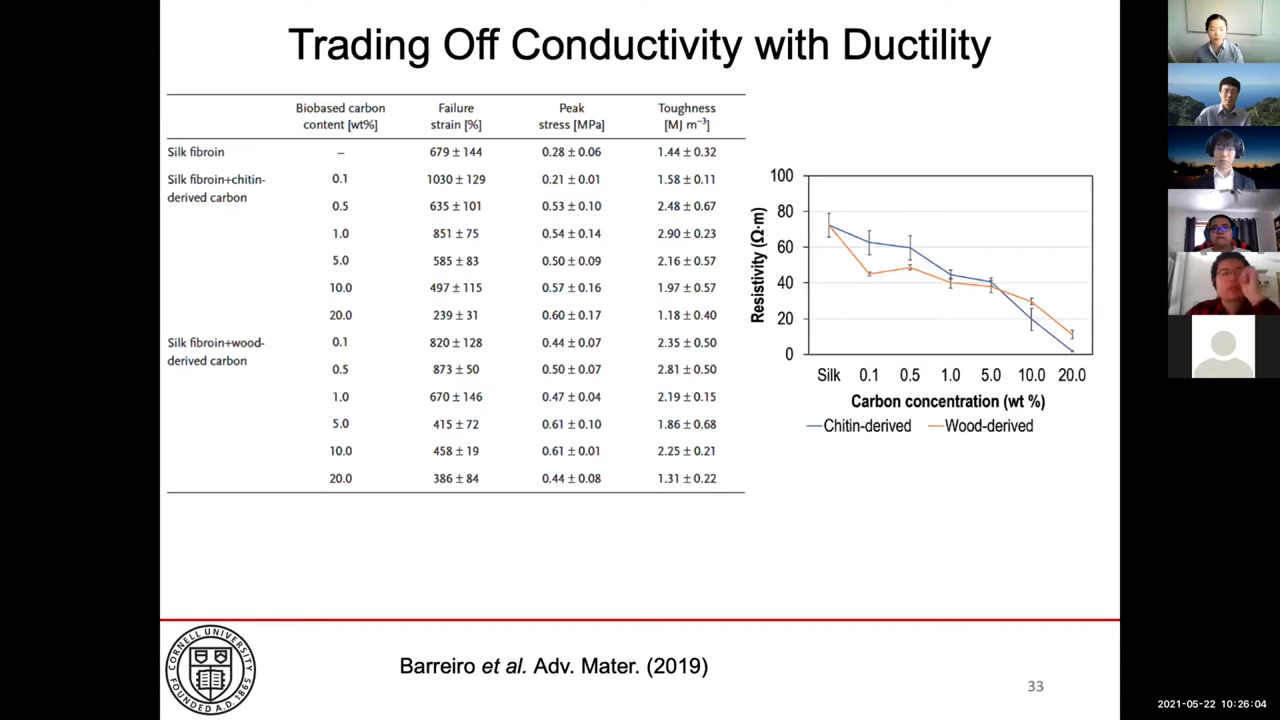 Trading Off Conductivity with Ductility
Biobased carbon content [wt%] Failure strain [%] Peak stress [MPa] Toughness [MJ m⁻³]
Silk fibroin – 679 ± 144 0.28 ± 0.06 1.44 ± 0.32
Silk fibroin+chitin-derived carbon 0.1 1030 ± 129 0.21 ± 0.01 1.58 ± 0.11
0.5 635 ± 101 0.53 ± 0.10 2.48 ± 0.67
1.0 851 ± 75 0.54 ± 0.14 2.90 ± 0.23
5.0 585 ± 83 0.50 ± 0.09 2.16 ± 0.57
10.0 497 ± 115 0.57 ± 0.16 1.97 ± 0.57
20.0 239 ± 31 0.60 ± 0.17 1.18 ± 0.40
Silk fibroin+wood-derived carbon 0.1 820 ± 128 0.44 ± 0.07 2.35 ± 0.50
0.5 873 ± 50 0.50 ± 0.07 2.81 ± 0.50
1.0 670 ± 146 0.47 ± 0.04 2.19 ± 0.15
5.0 415 ± 72 0.61 ± 0.10 1.86 ± 0.68
10.0 458 ± 19 0.61 ± 0.01 2.25 ± 0.21
20.0 386 ± 84 0.44 ± 0.08 1.31 ± 0.22
Resistivity (Ω·m)
100
80
60
40
20
0
Silk 0.1 0.5 1.0 5.0 10.0 20.0
Carbon concentration (wt %)
Chitin-derived Wood-derived
CORNELL UNIVERSITY
FOUNDED A.D. 1865
Barreiro et al. Adv. Mater. (2019)
33
2021-05-22 10:26:04